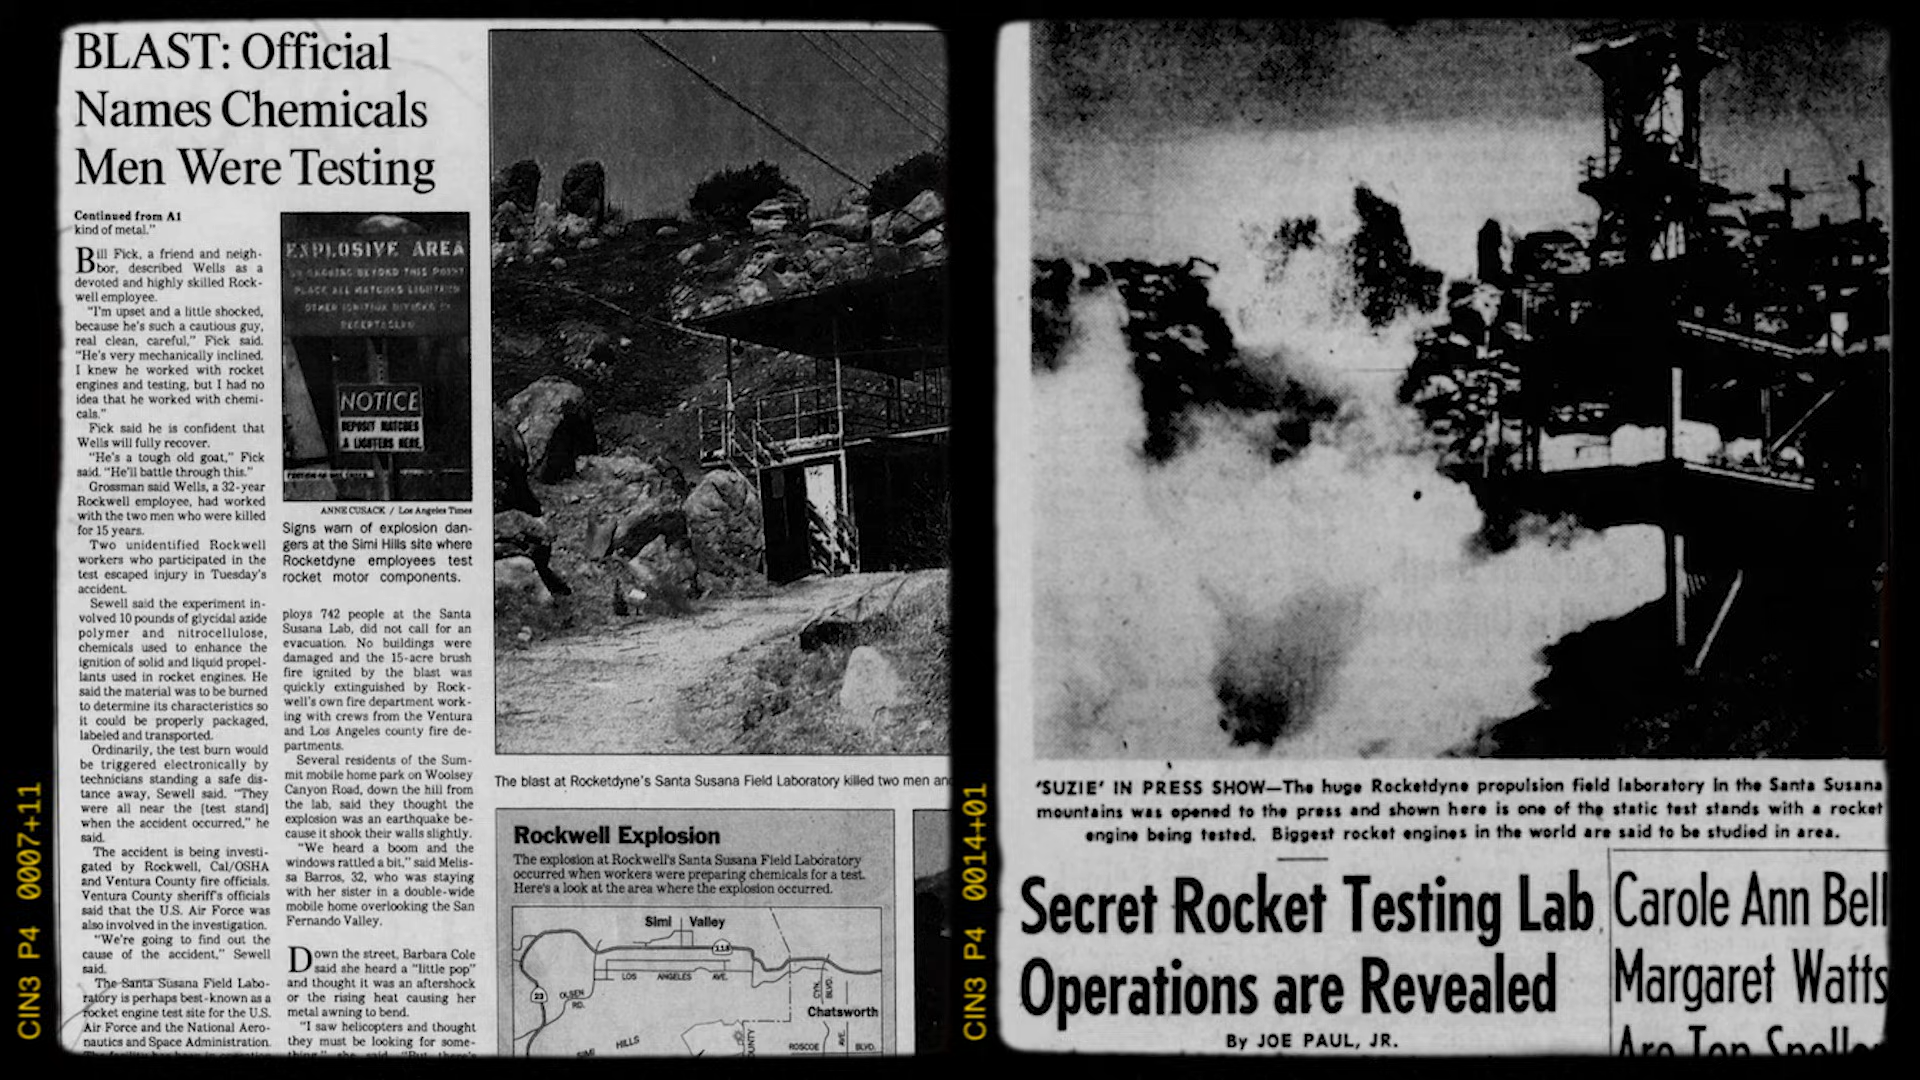 BLAST: Official
Names Chemicals
Men Were Testing
Continued from A1
kind of metal."
Bill Fick, a friend and neigh-
bor, described Wells as a
devoted and highly skilled Rock-
well employee.
"I'm upset and a little shocked,
because he's such a cautious guy,
real clean, careful," Fick said.
"He's very mechanically inclined.
I knew he worked with rocket
engines and testing, but I had no
idea that he worked with chemi-
cals."
Fick said he is confident that
Wells will fully recover.
"He's a tough old goat," Fick
said. "He'll battle through this."
Grossman said Wells, a 32-year
Rockwell employee, had worked
with the two men who were killed
for 15 years.
Two unidentified Rockwell
workers who participated in the
test escaped injury in Tuesday's
accident.
Sewell said the experiment in-
volved 10 pounds of glycidal azide
polymer and nitrocellulose,
chemicals used to enhance the
ignition of solid and liquid propel-
lants used in rocket engines. He
said the material was to be burned
to determine its characteristics so
it could be properly packaged,
labeled and transported.
Ordinarily, the test burn would
be triggered electronically by
technicians standing a safe dis-
tance away, Sewell said. "They
were all near the [test stand]
when the accident occurred," he
said.
The accident is being investi-
gated by Rockwell, Cal/OSHA
and Ventura County fire officials.
Ventura County sheriff's officials
said that the U.S. Air Force was
also involved in the investigation.
"We're going to find out the
cause of the accident," Sewell
said.
The Santa Susana Field Labo-
ratory is perhaps best-known as a
rocket engine test site for the U.S.
Air Force and the National Aero-
nautics and Space Administration.
EXPLOSIVE AREA
NO SMOKING BEYOND THIS POINT
PLACE ALL MATCHES LIGHTERS
OTHER IGNITION DEVICES IN
RECEPTACLES
NOTICE
DEPOSIT MATCHES
& LIGHTERS HERE
ANNE CUSACK / Los Angeles Times
Signs warn of explosion dan-
gers at the Simi Hills site where
Rocketdyne employees test
rocket motor components.
ploys 742 people at the Santa
Susana Lab, did not call for an
evacuation. No buildings were
damaged and the 15-acre brush
fire ignited by the blast was
quickly extinguished by Rock-
well's own fire department work-
ing with crews from the Ventura
and Los Angeles county fire de-
partments.
Several residents of the Sum-
mit mobile home park on Woolsey
Canyon Road, down the hill from
the lab, said they thought the
explosion was an earthquake be-
cause it shook their walls slightly.
"We heard a boom and the
windows rattled a bit," said Melis-
sa Barros, 32, who was staying
with her sister in a double-wide
mobile home overlooking the San
Fernando Valley.
Down the street, Barbara Cole
said she heard a "little pop"
and thought it was an aftershock
or the rising heat causing her
metal awning to bend.
"I saw helicopters and thought
they must be looking for some-
thing," she said. "But there's
The blast at Rocketdyne's Santa Susana Field Laboratory killed two men and
Rockwell Explosion
The explosion at Rockwell's Santa Susana Field Laboratory
occurred when workers were preparing chemicals for a test.
Here's a look at the area where the explosion occurred.
Simi Valley
118
LOS ANGELES AVE.
23
OLSEN
RD.
Chatsworth
SIMI HILLS
ROSCOE BLVD.
CIN3 P4 0007+11
'SUZIE' IN PRESS SHOW—The huge Rocketdyne propulsion field laboratory in the Santa Susana
mountains was opened to the press and shown here is one of the static test stands with a rocket
engine being tested. Biggest rocket engines in the world are said to be studied in area.
Secret Rocket Testing Lab
Operations are Revealed
By JOE PAUL, JR.
Carole Ann Bell
Margaret Watts
Are Top Spelle
CIN3 P4 0014+01